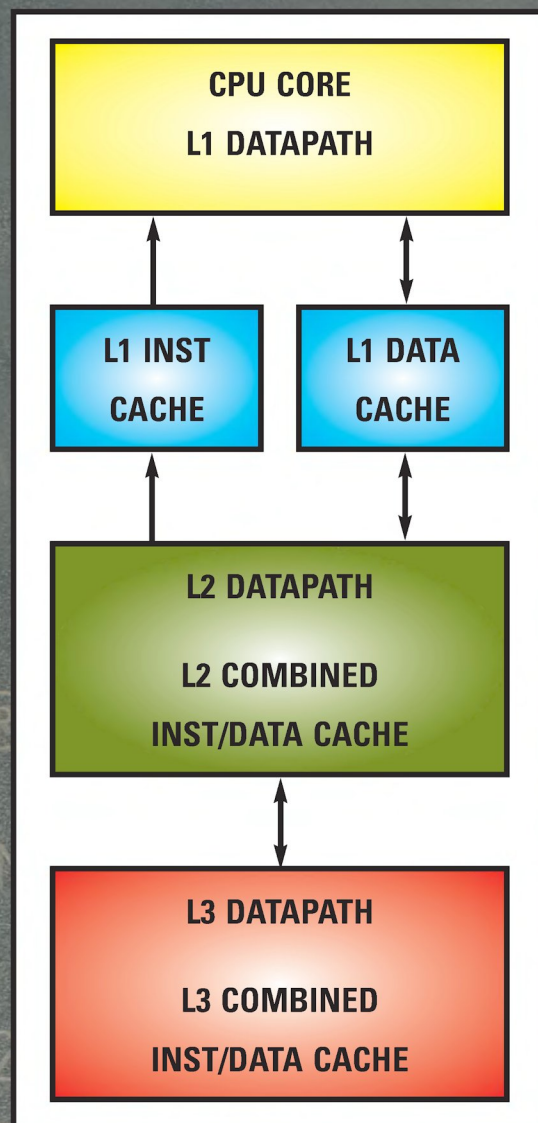 CPU CORE
L1 DATAPATH
L1 INST
CACHE
L1 DATA
CACHE
L2 DATAPATH
L2 COMBINED
INST/DATA CACHE
L3 DATAPATH
L3 COMBINED
INST/DATA CACHE